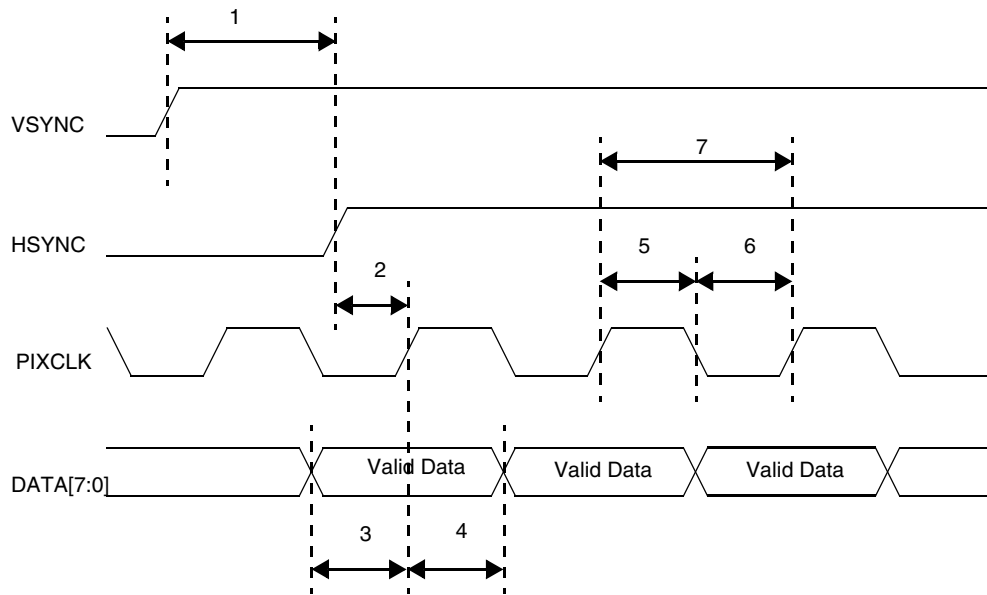 1
VSYNC
7
HSYNC
2
5
6
PIXCLK
DATA[7:0]
Valid Data
Valid Data
Valid Data
3
4